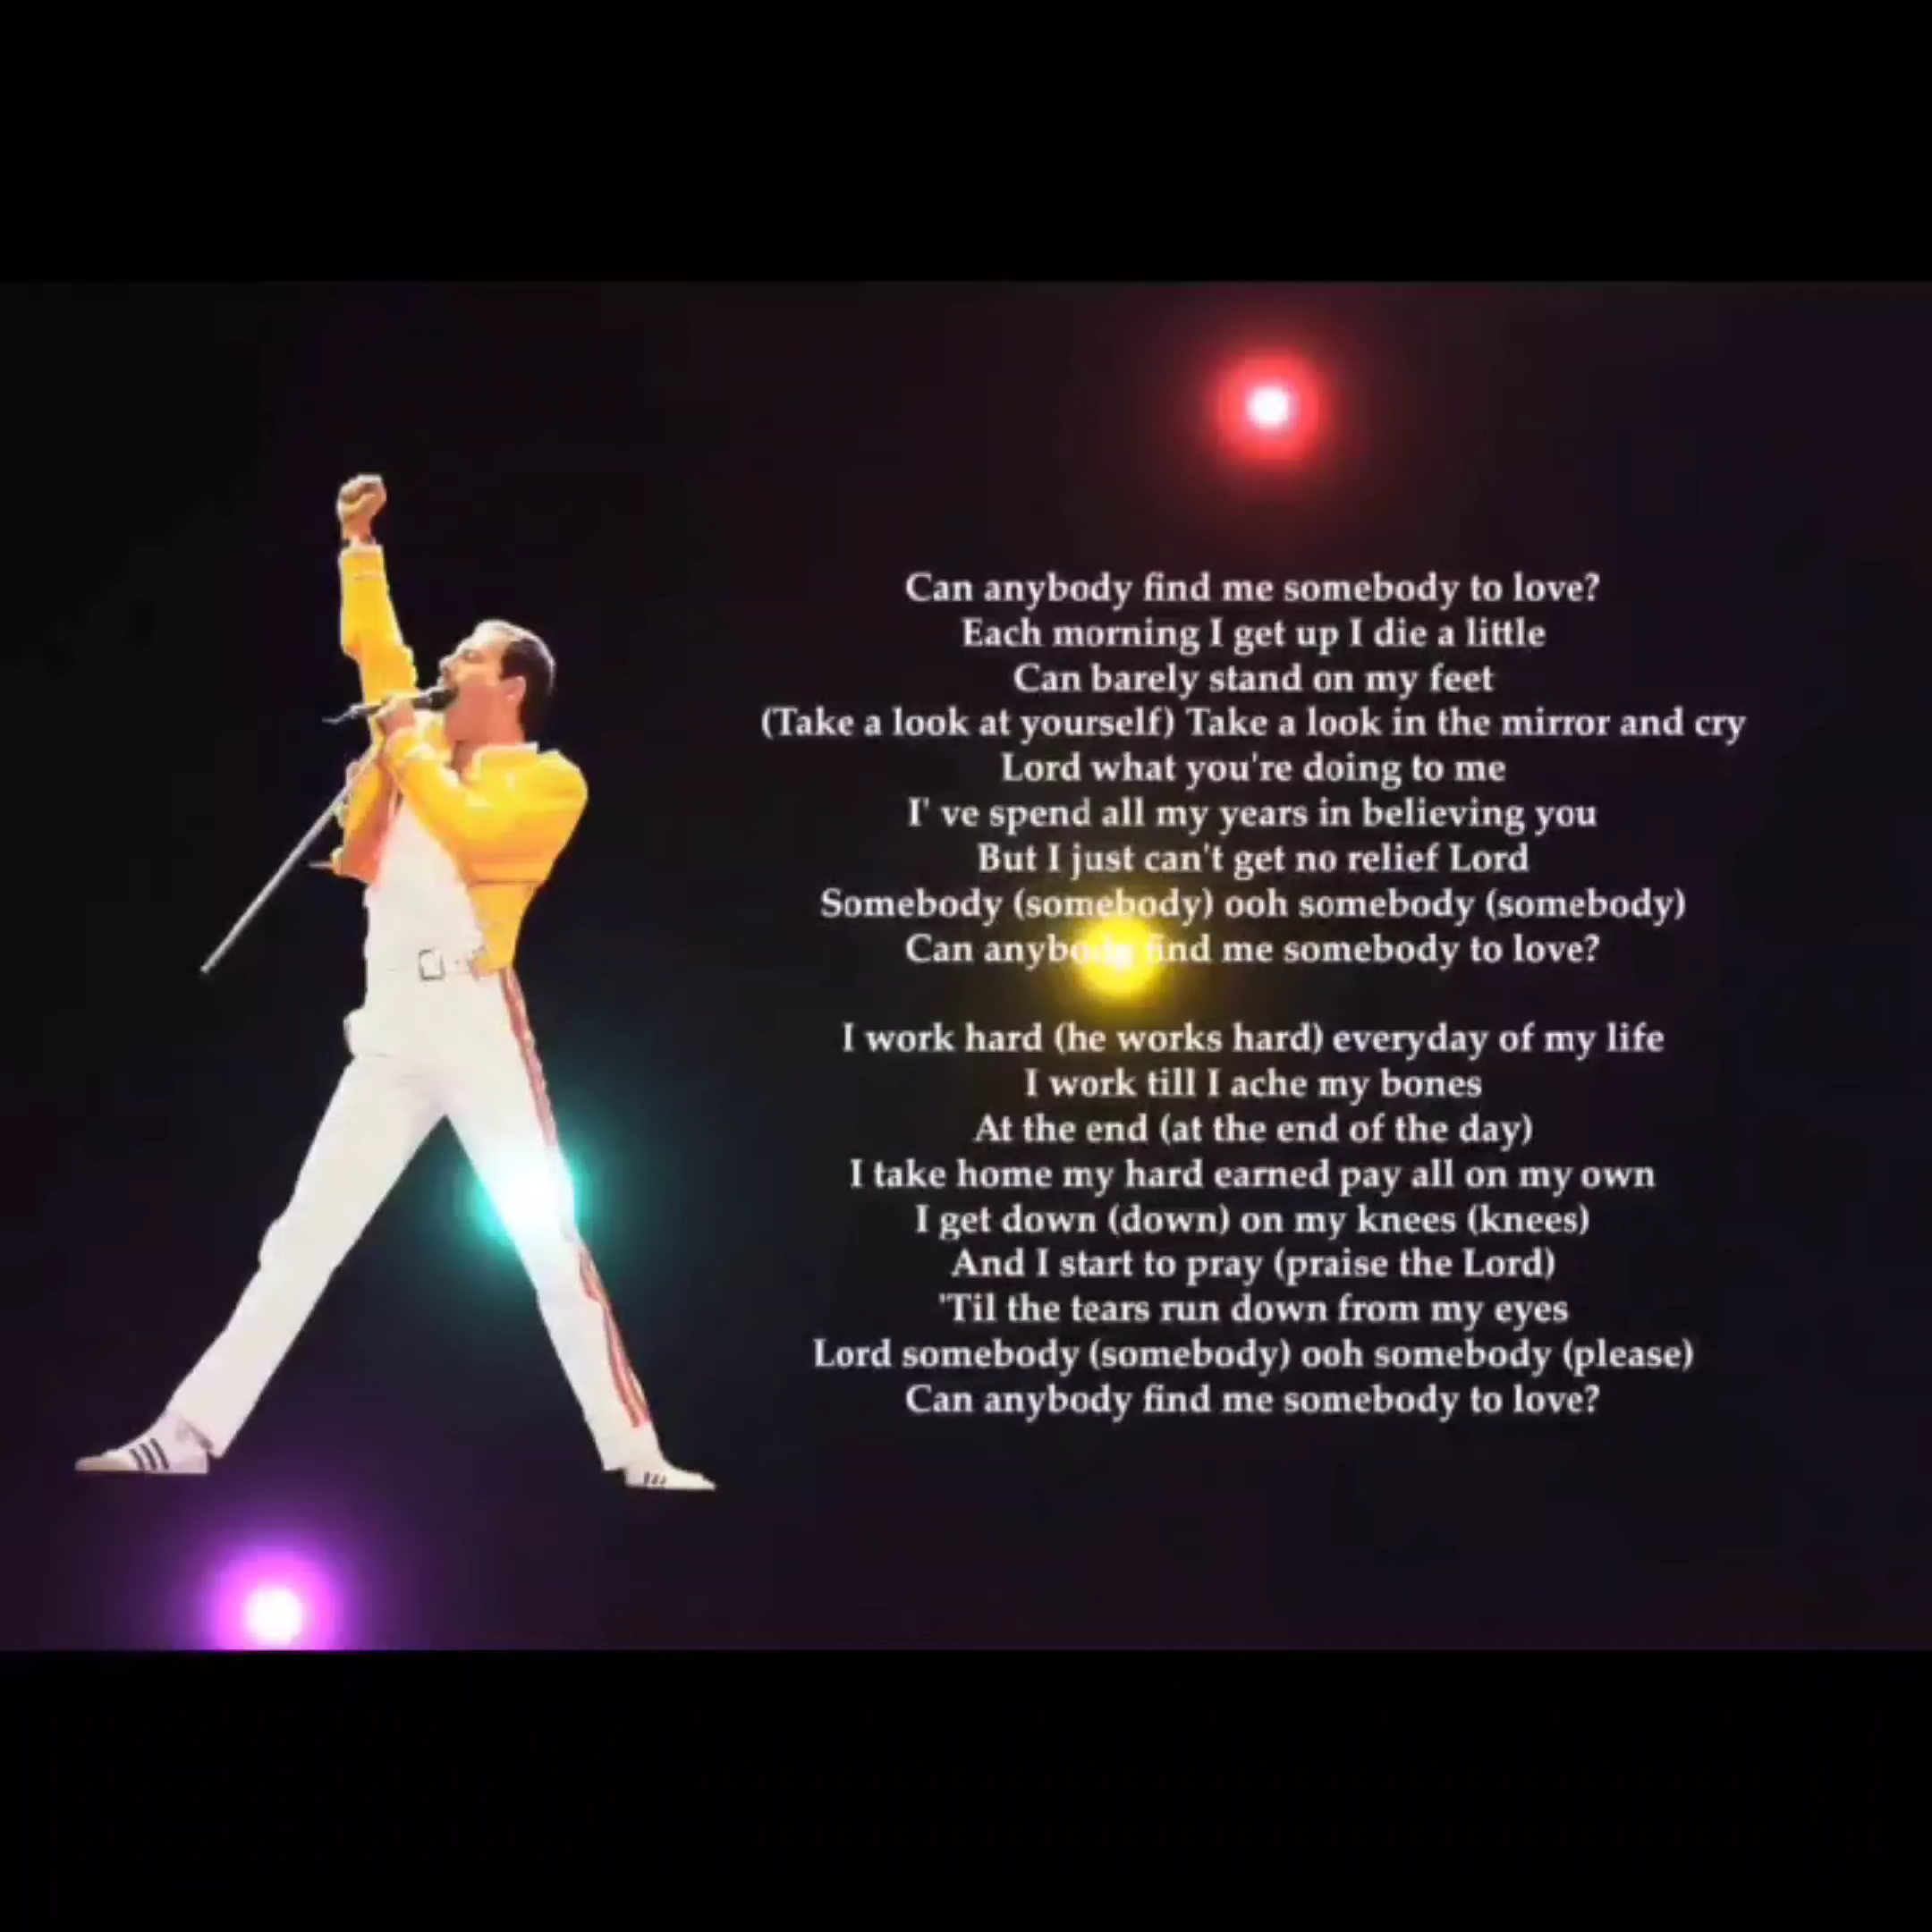 Can anybody find me somebody to love?
Each morning I get up I die a little
Can barely stand on my feet
(Take a look at yourself) Take a look in the mirror and cry
Lord what you're doing to me
I' ve spend all my years in believing you
But I just can't get no relief Lord
Somebody (somebody) ooh somebody (somebody)
Can anybody find me somebody to love?
I work hard (he works hard) everyday of my life
I work till I ache my bones
At the end (at the end of the day)
I take home my hard earned pay all on my own
I get down (down) on my knees (knees)
And I start to pray (praise the Lord)
'Til the tears run down from my eyes
Lord somebody (somebody) ooh somebody (please)
Can anybody find me somebody to love?